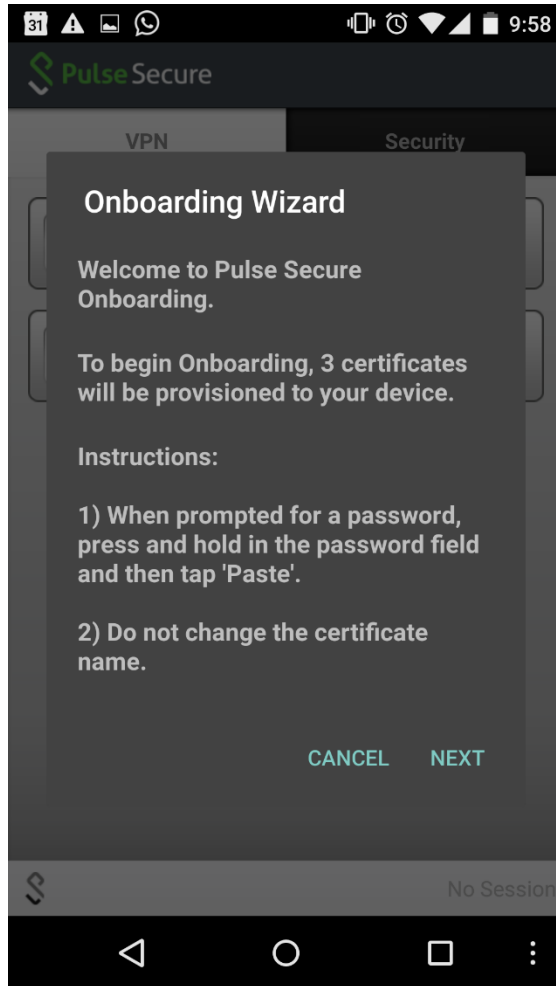 31
9:58
Pulse Secure
VPN
Security
Onboarding Wizard
Welcome to Pulse Secure
Onboarding.
To begin Onboarding, 3 certificates
will be provisioned to your device.
Instructions:
1) When prompted for a password,
press and hold in the password field
and then tap 'Paste'.
2) Do not change the certificate
name.
CANCEL
NEXT
No Session